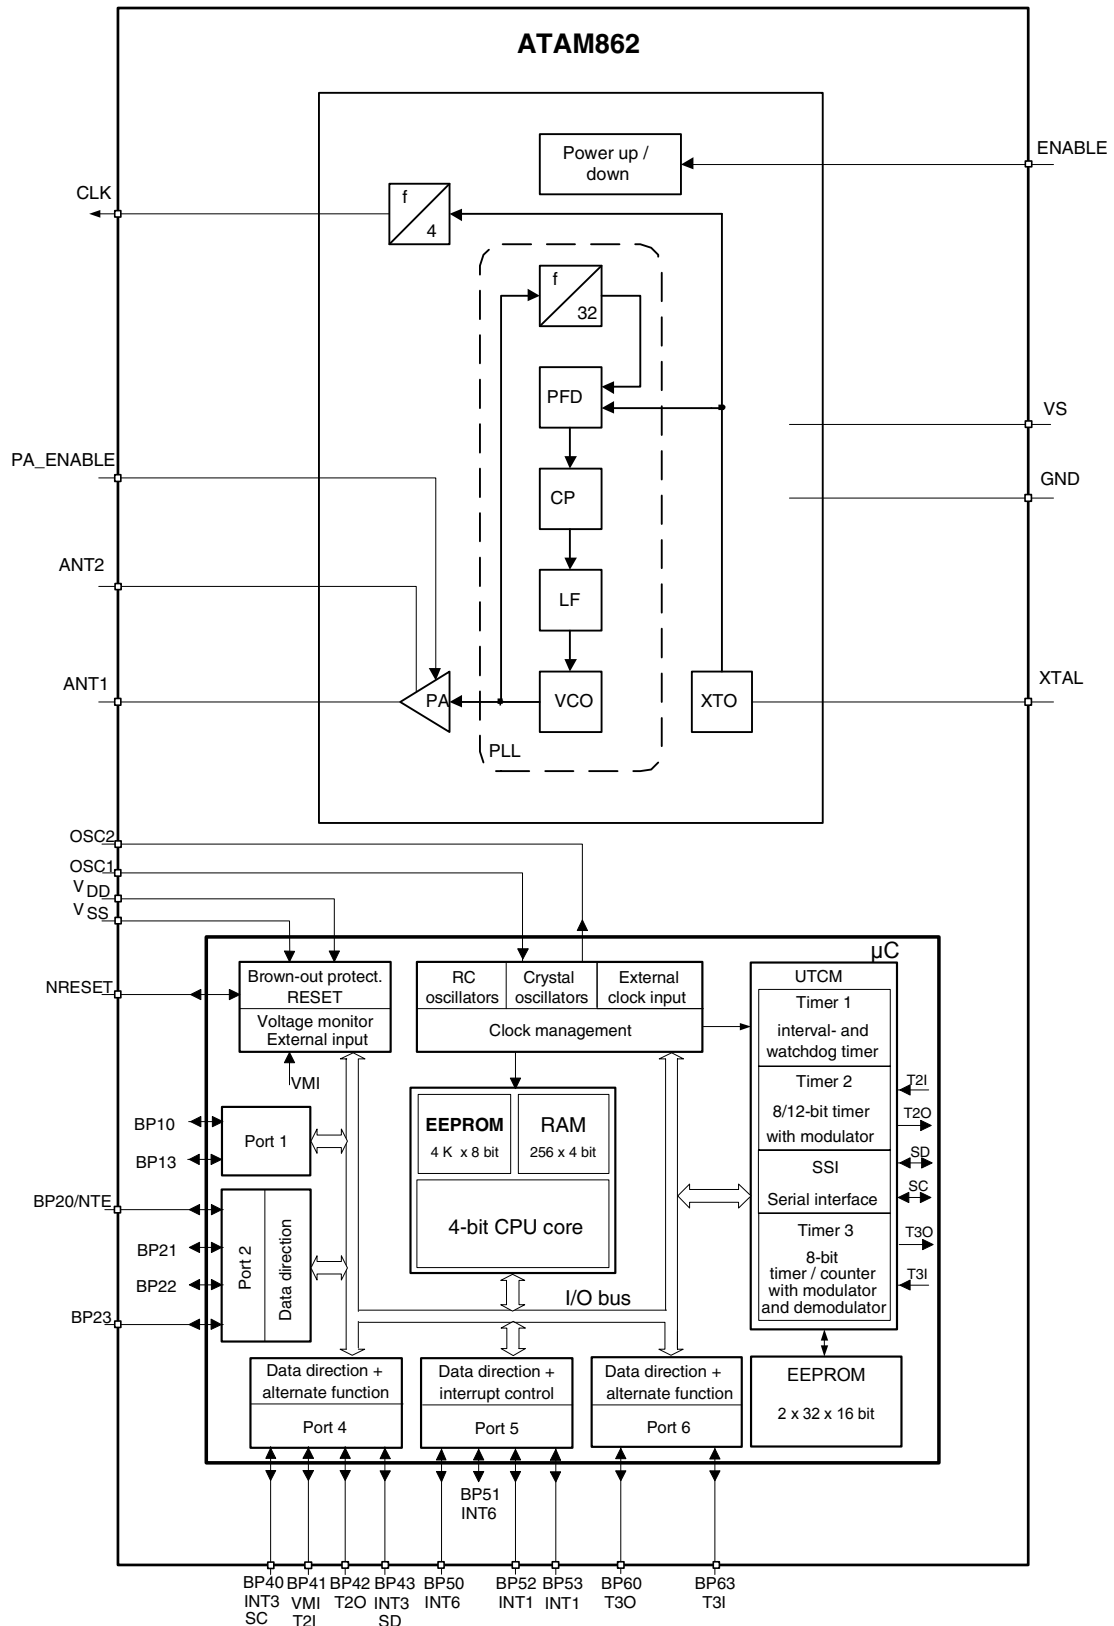 ATAM862
Power up /
down
ENABLE
CLK
f
4
f
32
PFD
VS
PA_ENABLE
CP
GND
ANT2
LF
ANT1
PA
VCO
XTO
XTAL
PLL
OSC2
OSC1
V DD
V SS
µC
NRESET
Brown-out protect.
RESET
Voltage monitor
External input
VMI
RC
oscillators
Crystal
oscillators
External
clock input
Clock management
UTCM
Timer 1
interval- and
watchdog timer
Timer 2
8/12-bit timer
with modulator
SSI
Serial interface
Timer 3
8-bit
timer / counter
with modulator
and demodulator
T2I
T2O
SD
SC
T3O
T3I
EEPROM
4 K x 8 bit
RAM
256 x 4 bit
4-bit CPU core
I/O bus
BP10
BP13
Port 1
BP20/NTE
BP21
BP22
BP23
Port 2
Data direction
Data direction +
alternate function
Port 4
Data direction +
interrupt control
Port 5
Data direction +
alternate function
Port 6
EEPROM
2 x 32 x 16 bit
BP51
INT6
BP40
INT3
SC
BP41
VMI
T2I
BP42
T2O
BP43
INT3
SD
BP50
INT6
BP52
INT1
BP53
INT1
BP60
T3O
BP63
T3I